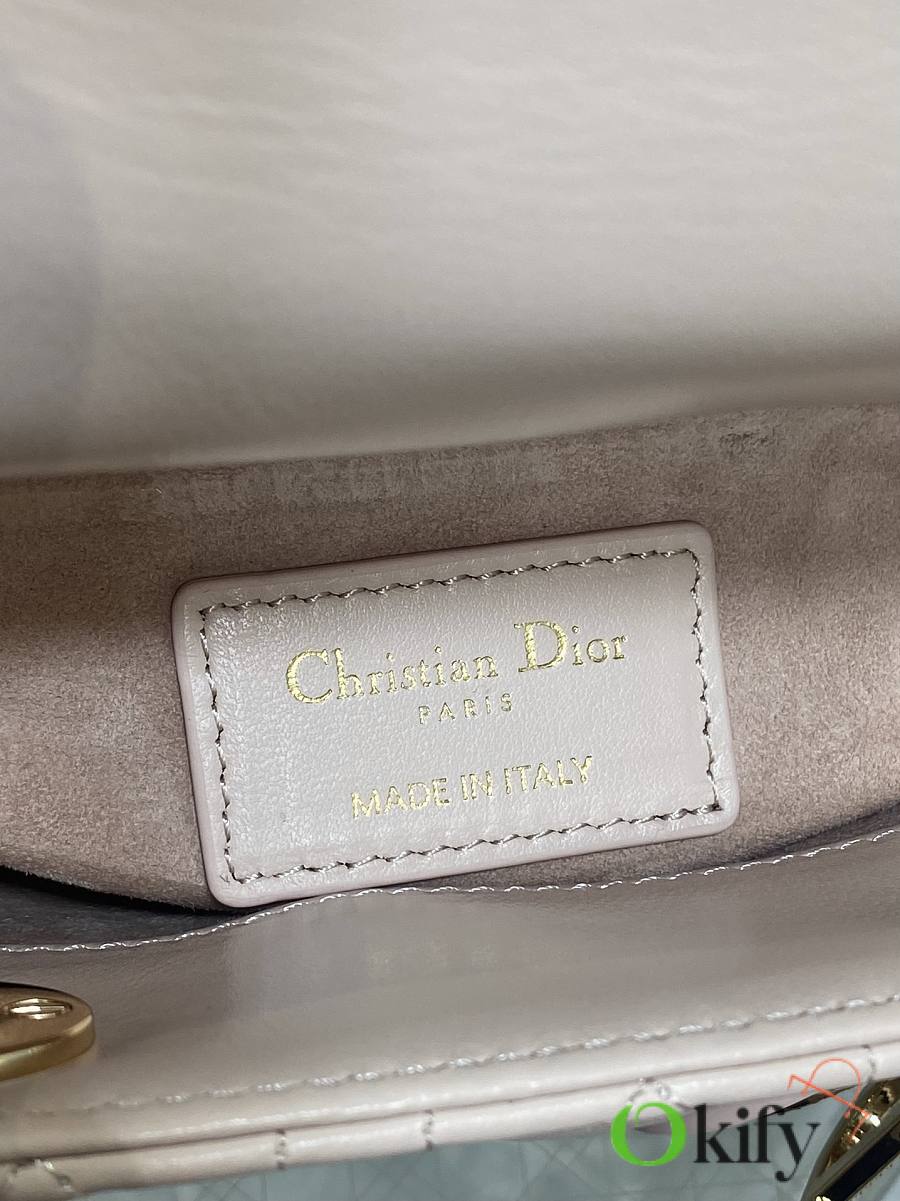 Christian Dior
PARIS
MADE IN ITALY
Okify